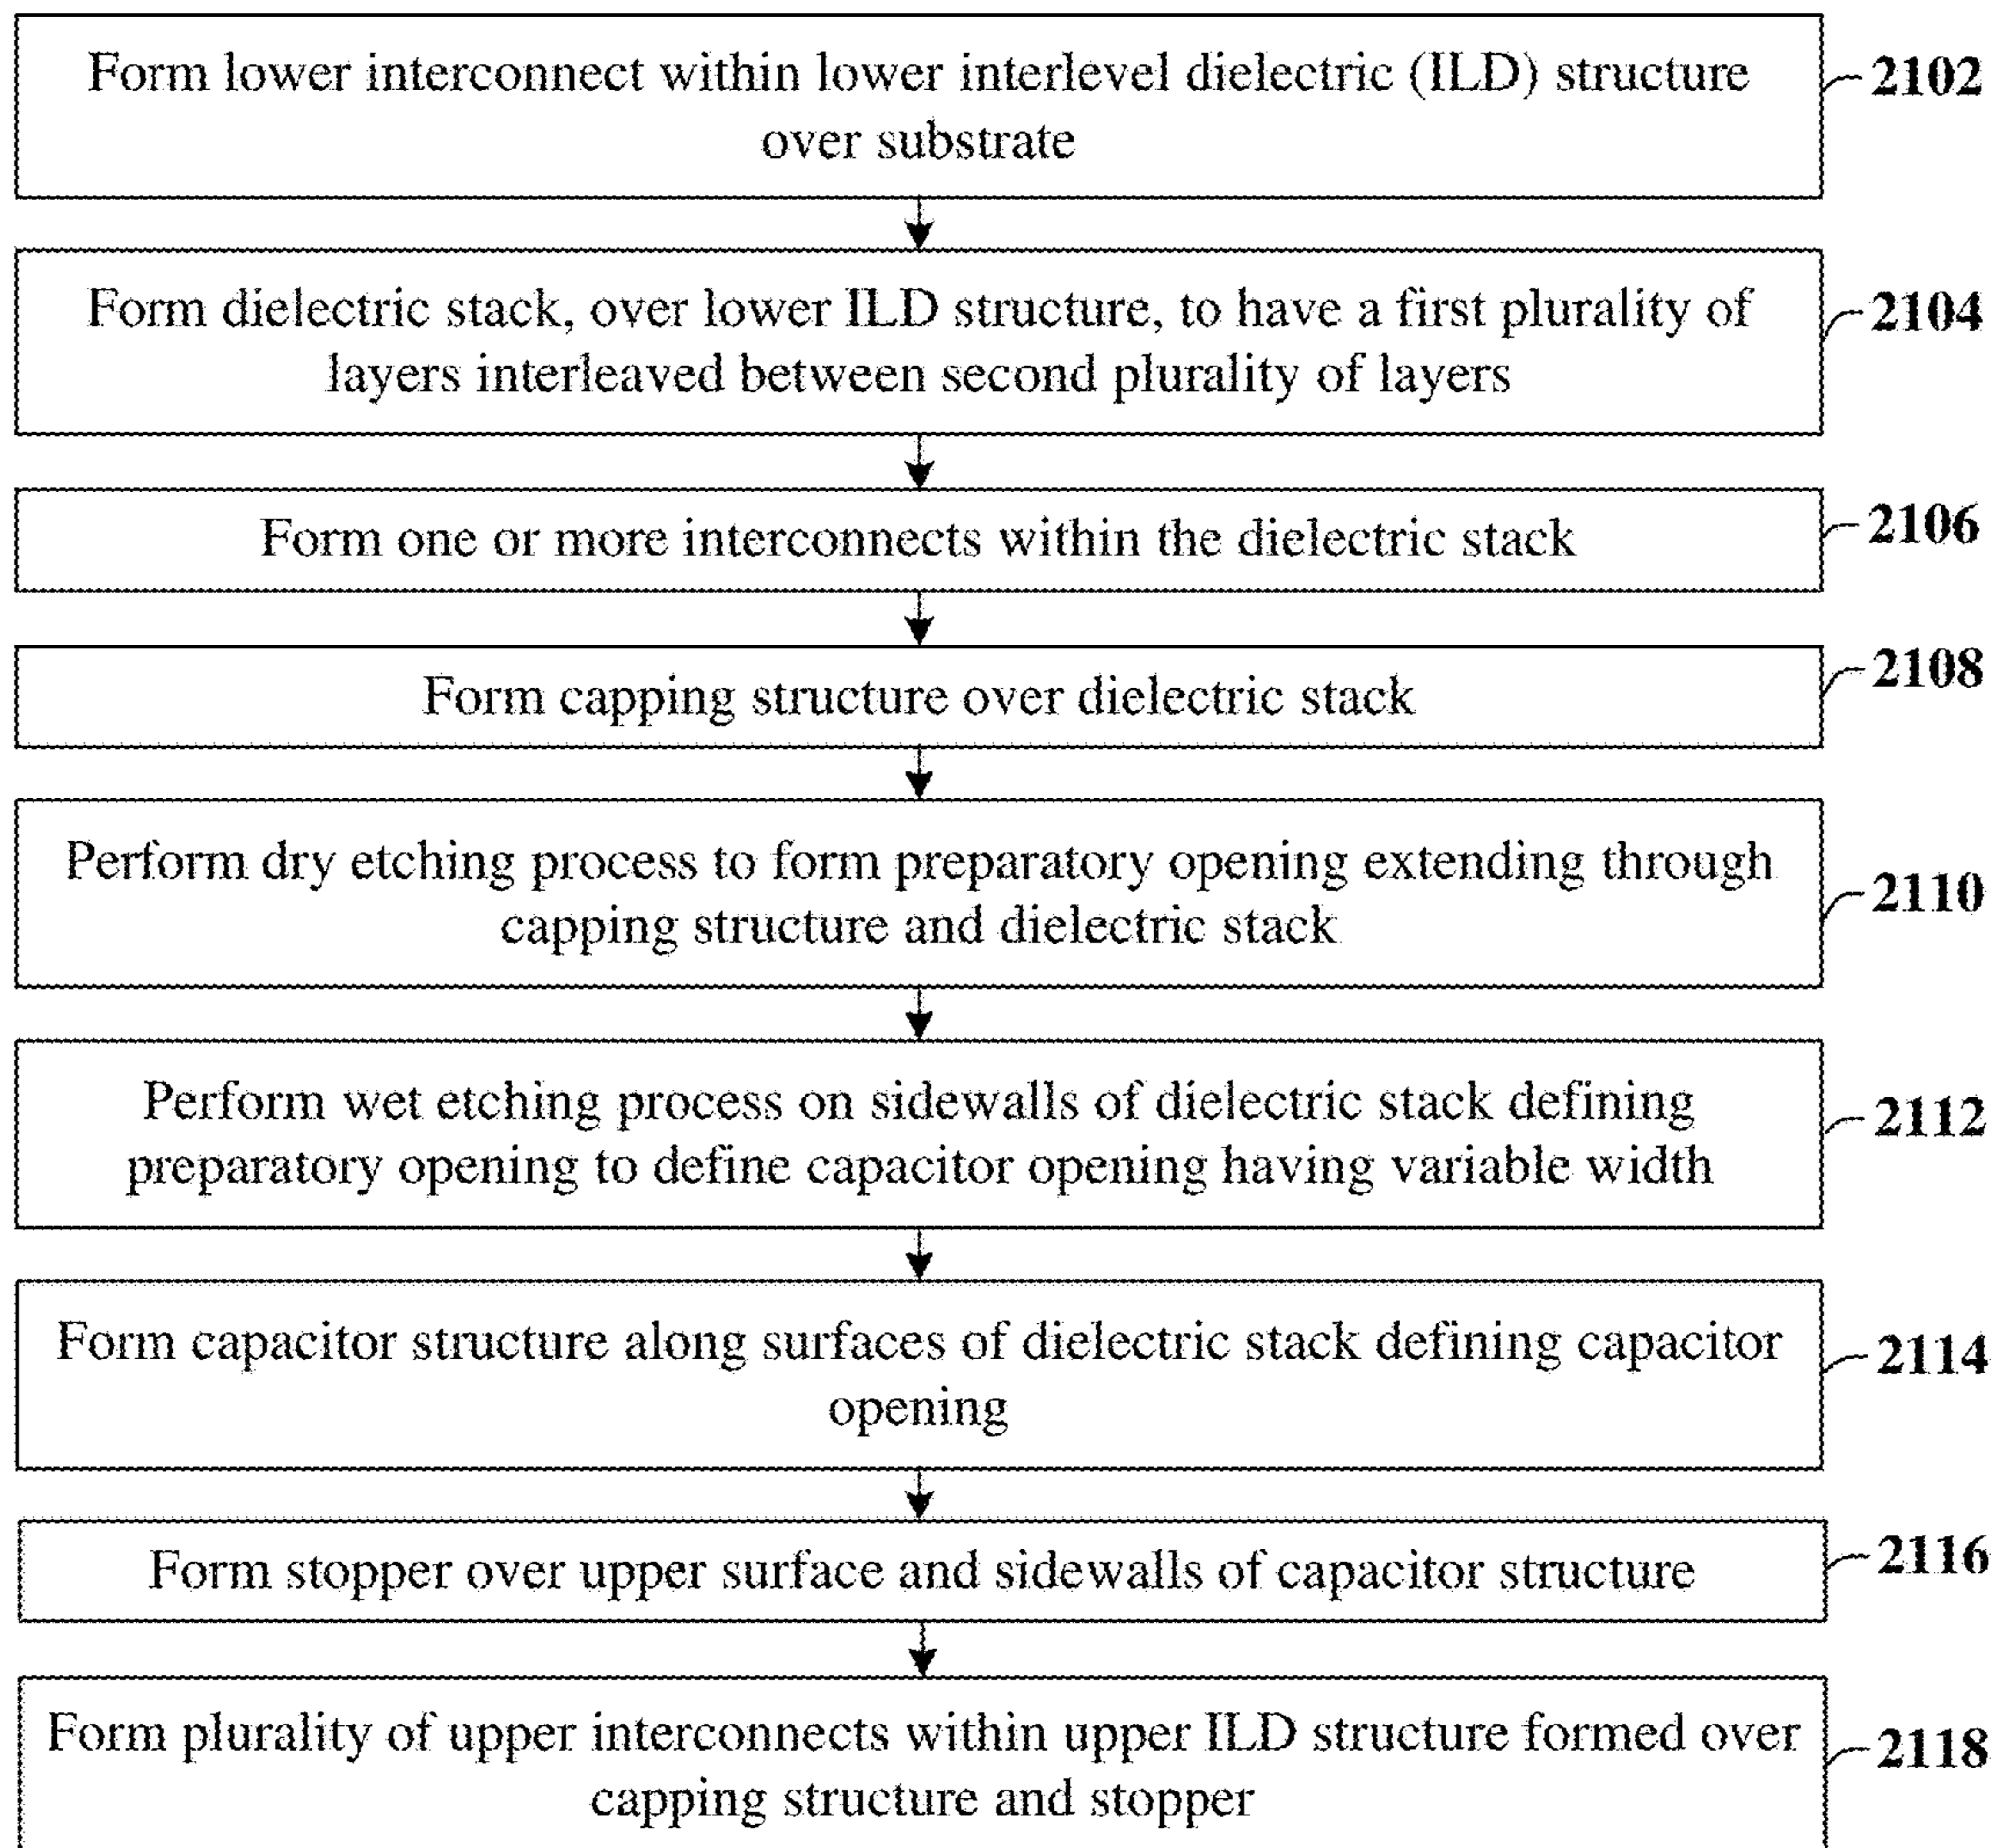 Form lower interconnect within lower interlevel dielectric (ILD) structure
over substrate
2102
Form dielectric stack, over lower ILD structure, to have a first plurality of
layers interleaved between second plurality of layers
2104
Form one or more interconnects within the dielectric stack
2106
Form capping structure over dielectric stack
2108
Perform dry etching process to form preparatory opening extending through
capping structure and dielectric stack
2110
Perform wet etching process on sidewalls of dielectric stack defining
preparatory opening to define capacitor opening having variable width
2112
Form capacitor structure along surfaces of dielectric stack defining capacitor
opening
2114
Form stopper over upper surface and sidewalls of capacitor structure
2116
Form plurality of upper interconnects within upper ILD structure formed over
capping structure and stopper
2118